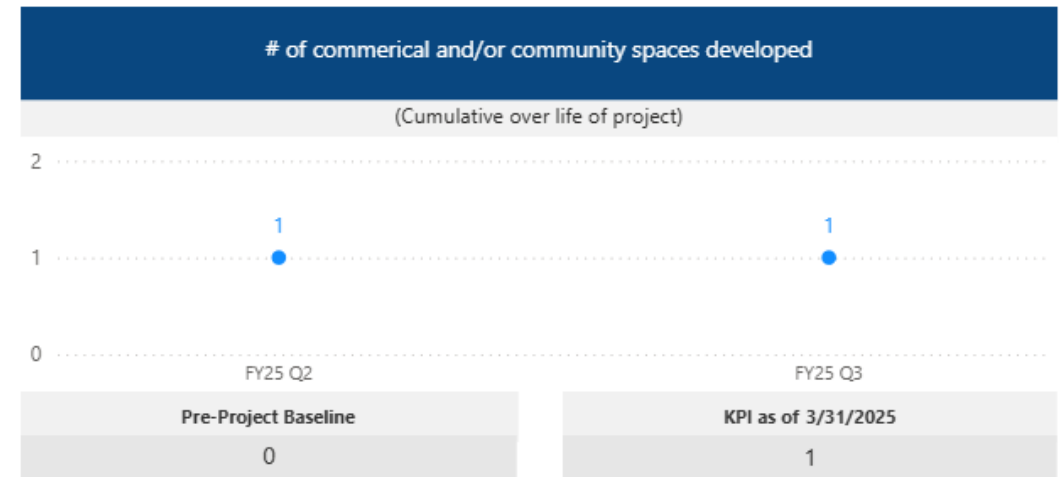 # of commerical and/or community spaces developed
(Cumulative over life of project)
2
1 1
1
0
FY25 Q2 FY25 Q3
Pre-Project Baseline KPI as of 3/31/2025
0 1